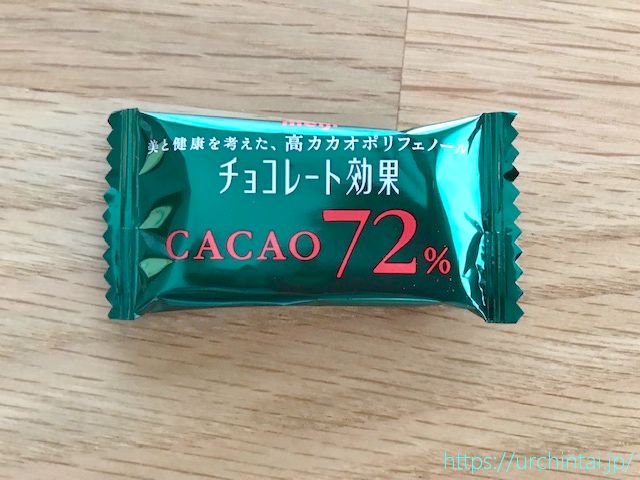 meiji
美と健康を考えた、高カカオポリフェノール
チョコレート効果
CACAO 72%
https://urchintai.jp/